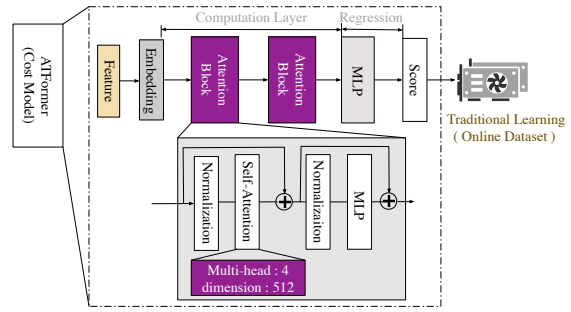 Computation Layer
Regression
ATFormer
(Cost Model)
Feature
Embedding
Attention
Block
Attention
Block
MLP
Score
Traditional Learning
( Online Dataset )
Normalization
Self-Attention
Normalizaiton
MLP
Multi-head : 4
dimension : 512